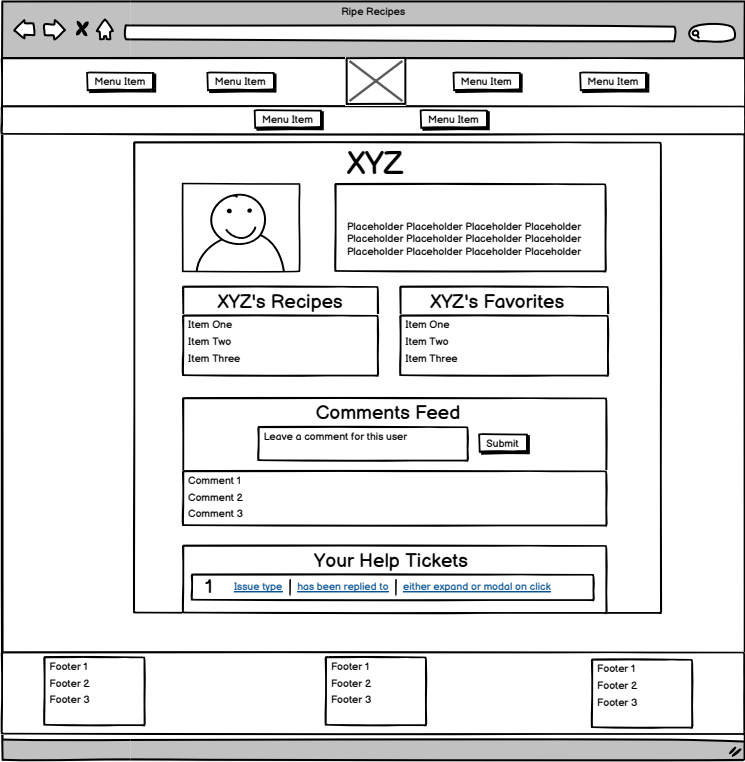 Ripe Recipes
Menu Item
Menu Item
Menu Item
Menu Item
Menu Item
Menu Item
XYZ
Placeholder Placeholder Placeholder Placeholder
Placeholder Placeholder Placeholder Placeholder
Placeholder Placeholder Placeholder Placeholder
XYZ's Recipes
Item One
Item Two
Item Three
XYZ's Favorites
Item One
Item Two
Item Three
Comments Feed
Leave a comment for this user
Submit
Comment 1
Comment 2
Comment 3
Your Help Tickets
1 Issue type | has been replied to | either expand or modal on click
Footer 1
Footer 2
Footer 3
Footer 1
Footer 2
Footer 3
Footer 1
Footer 2
Footer 3